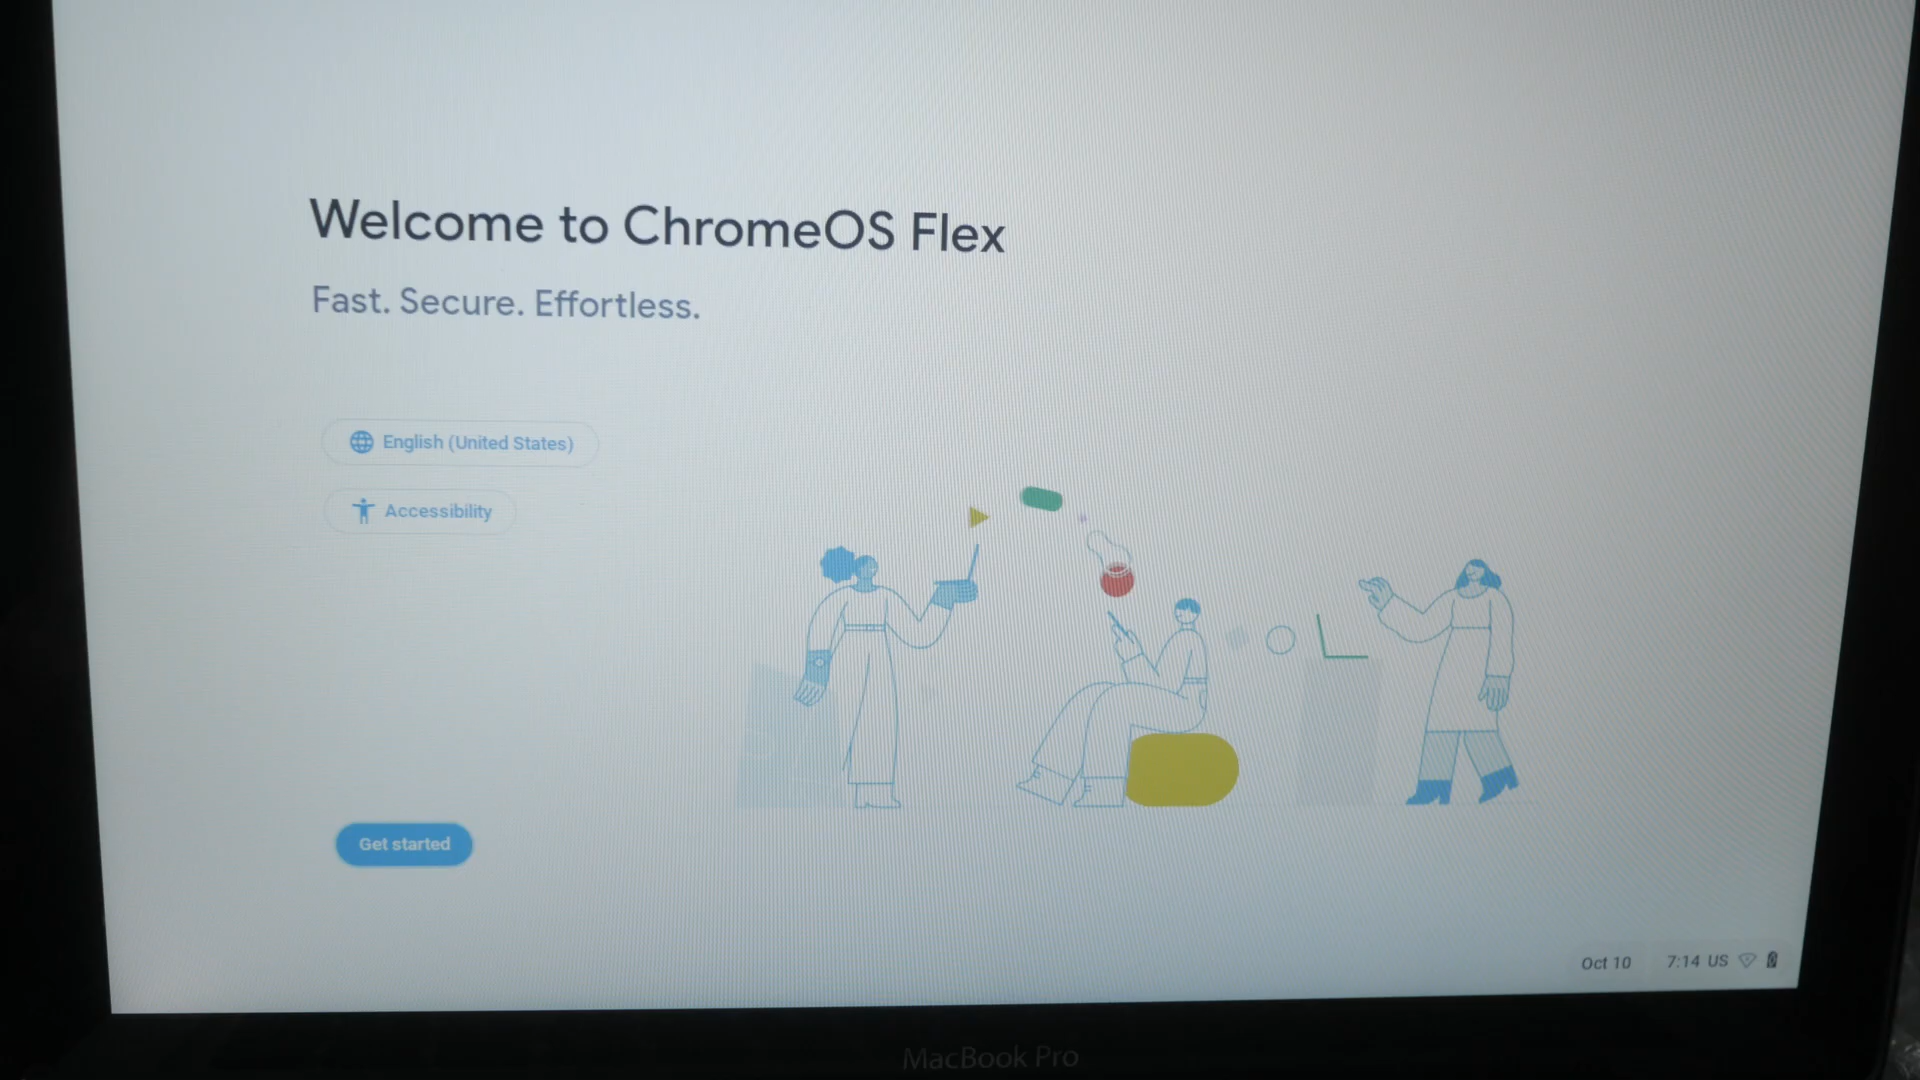 Welcome to ChromeOS Flex
Fast. Secure. Effortless.
English (United States)
Accessibility
Get started
Oct 10 7:14 US
MacBook Pro